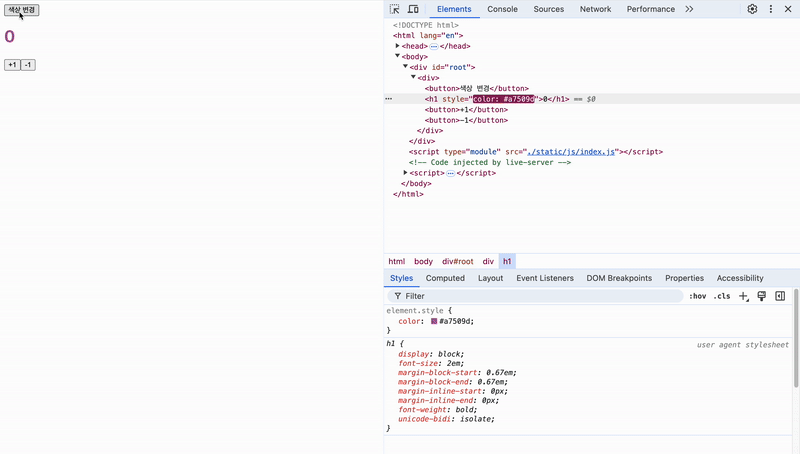 색상 변경
0
+1 -1
Elements Console Sources Network Performance
<!DOCTYPE html>
<html lang="en">
<head> ⋯ </head>
<body>
<div id="root">
<div>
<button>색상 변경</button>
⋯ <h1 style="color: #a7509d">0</h1> == $0
<button>+1</button>
<button>-1</button>
</div>
</div>
<script type="module" src="./static/js/index.js"></script>
<!-- Code injected by live-server -->
<script> ⋯ </script>
</body>
</html>
html body div#root div h1
Styles Computed Layout Event Listeners DOM Breakpoints Properties Accessibility
Filter :hov .cls
element.style {
color: #a7509d;
}
h1 { user agent stylesheet
display: block;
font-size: 2em;
margin-block-start: 0.67em;
margin-block-end: 0.67em;
margin-inline-start: 0px;
margin-inline-end: 0px;
font-weight: bold;
unicode-bidi: isolate;
}